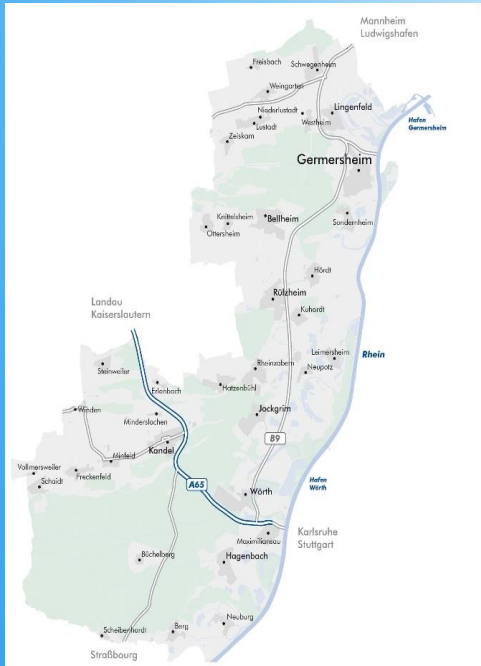 Mannheim
Ludwigshafen
Freisbach
Schwegenheim
Weingarten
Niederlustadt
Lingenfeld
Westheim
Lustadt
Hafen
Germersheim
Zeiskam
Germersheim
Knittelsheim
Bellheim
Sondernheim
Ottersheim
Hördt
Rülzheim
Landau
Kaiserslautern
Kuhardt
Leimersheim
Rhein
Steinweiler
Rheinzabern
Neupotz
Erlenbach
Hatzenbühl
Winden
Minderslachen
Jockgrim
B9
Kandel
Minfeld
Vollmersweiler
Freckenfeld
Schaidt
A65
Hafen
Wörth
Wörth
Karlsruhe
Stuttgart
Maximiliansau
Büchelberg
Hagenbach
Neuburg
Scheibenhardt
Berg
Straßbourg